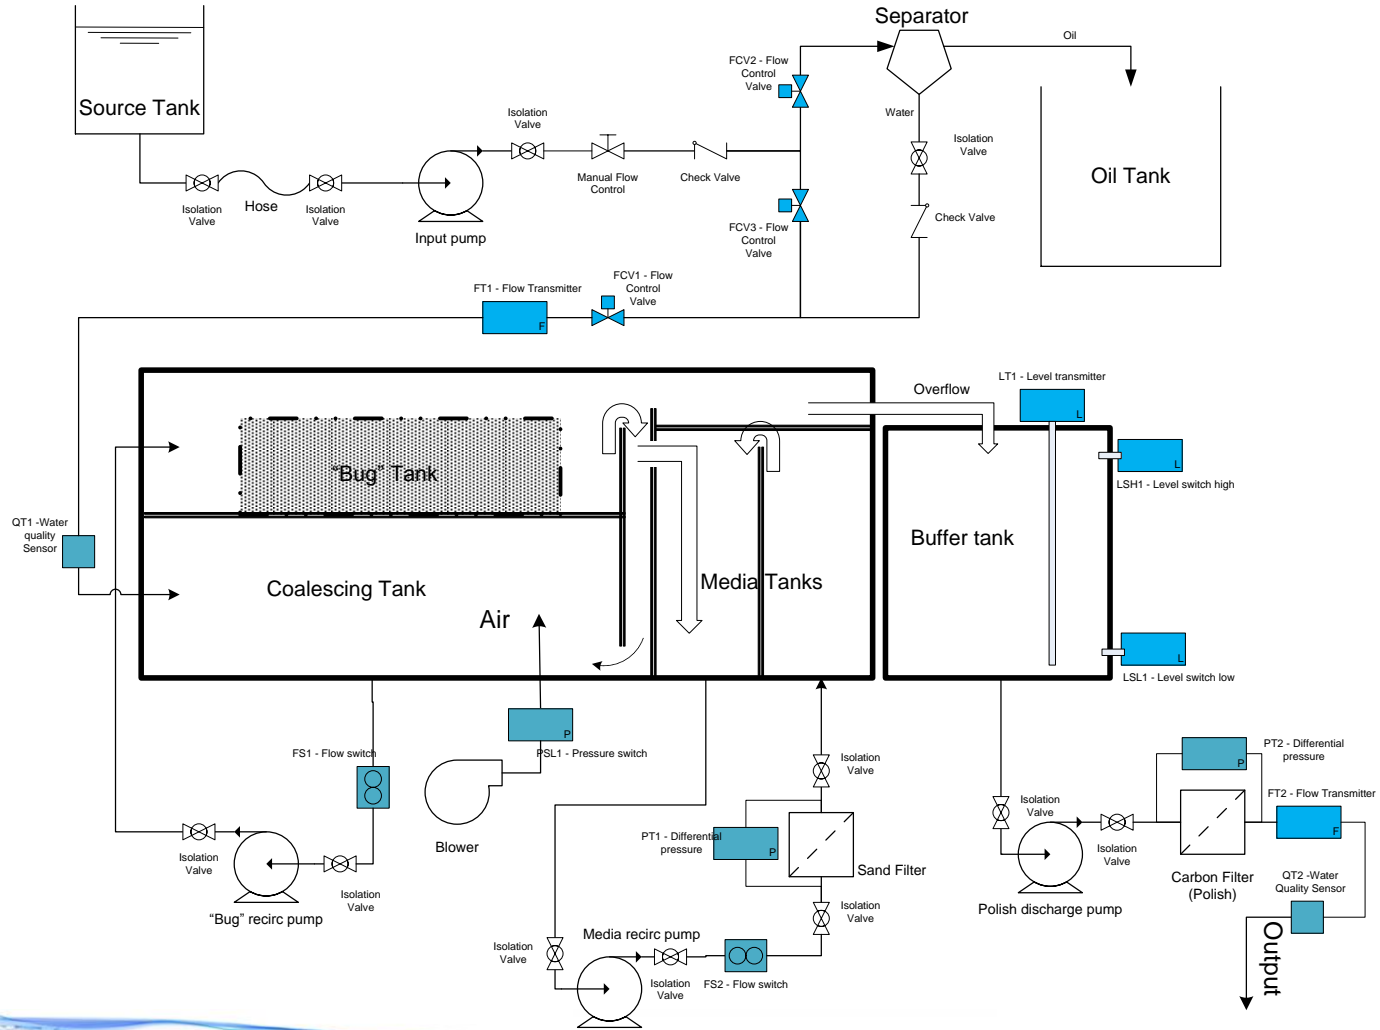 Separator
Source Tank
Isolation
Valve
Hose
Isolation
Valve
Input pump
Isolation
Valve
Manual Flow
Control
Check Valve
FCV2 - Flow
Control
Valve
FCV3 - Flow
Control
Valve
Oil
Water
Isolation
Valve
Check Valve
Oil Tank
FT1 - Flow Transmitter
F
FCV1 - Flow
Control
Valve
QT1 -Water
quality
Sensor
"Bug" Tank
Coalescing Tank
Air
Media Tanks
Overflow
LT1 - Level transmitter
L
Buffer tank
L
LSH1 - Level switch high
L
LSL1 - Level switch low
FS1 - Flow switch
Isolation
Valve
Isolation
Valve
"Bug" recirc pump
P
PSL1 - Pressure switch
Blower
Isolation
Valve
Media recirc pump
Isolation
Valve
FS2 - Flow switch
Isolation
Valve
PT1 - Differential
pressure
P
Sand Filter
Isolation
Valve
Isolation
Valve
Polish discharge pump
Isolation
Valve
PT2 - Differential
pressure
P
Carbon Filter
(Polish)
FT2 - Flow Transmitter
F
QT2 -Water
Quality Sensor
Output